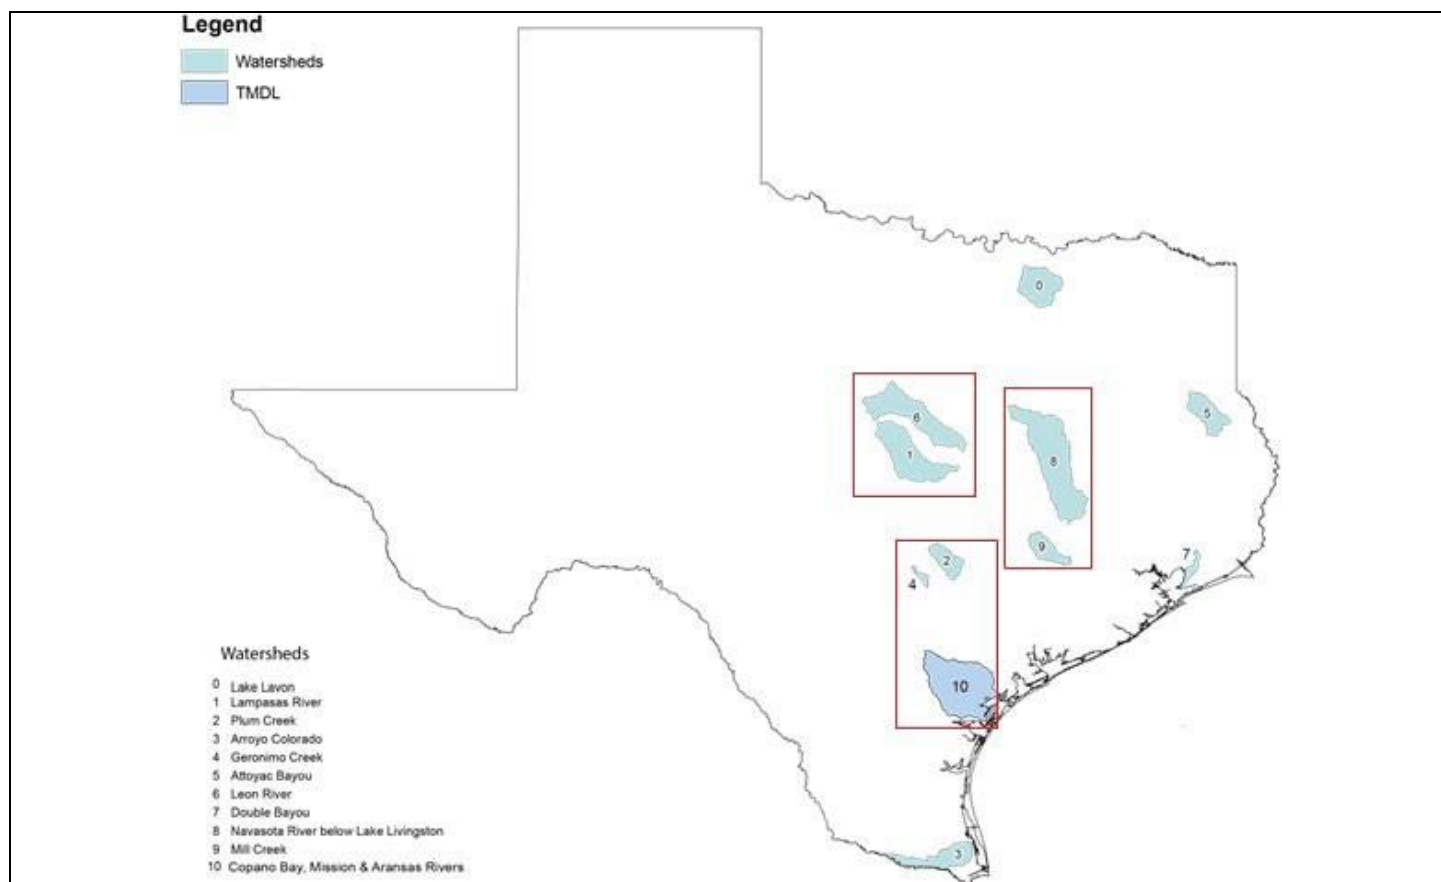 Legend
Watersheds
TMDL
0
6
1
8
5
9
2
4
7
10
3
Watersheds
0 Lake Lavon
1 Lampasas River
2 Plum Creek
3 Arroyo Colorado
4 Geronimo Creek
5 Attoyac Bayou
6 Leon River
7 Double Bayou
8 Navasota River below Lake Livingston
9 Mill Creek
10 Copano Bay, Mission & Aransas Rivers